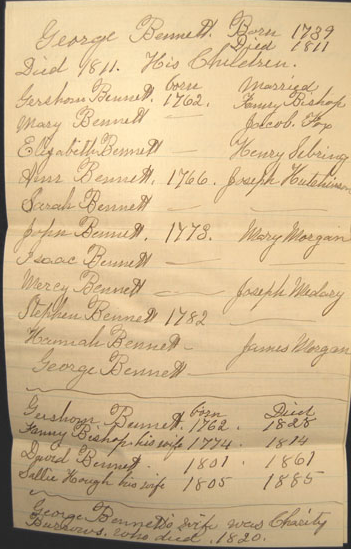 George Bennett. Born 1739
Died 1811
Died 1811. His Children.
born Married
Gershom Bennett. 1762. Fanny Bishop
Mary Bennett — Jacob Fox
Elizabeth Bennett — Henry Sebring
Ann Bennett. 1766. Joseph Hutchinson
Sarah Bennett — —
John Bennett. 1773. Mary Morgan
Isaac Bennett — —
Mercy Bennett — Joseph Medary
Stephen Bennett 1782 —
Hannah Bennett - James Morgan
George Bennett —
born Died
Gershom Bennett. 1762. 1828
Fanny Bishop his wife 1774. 1814
David Bennett. 1801. 1861
Sallie Hough his wife 1805 1885
George Bennett's wife was Charity
Burrows. who died. 1820.